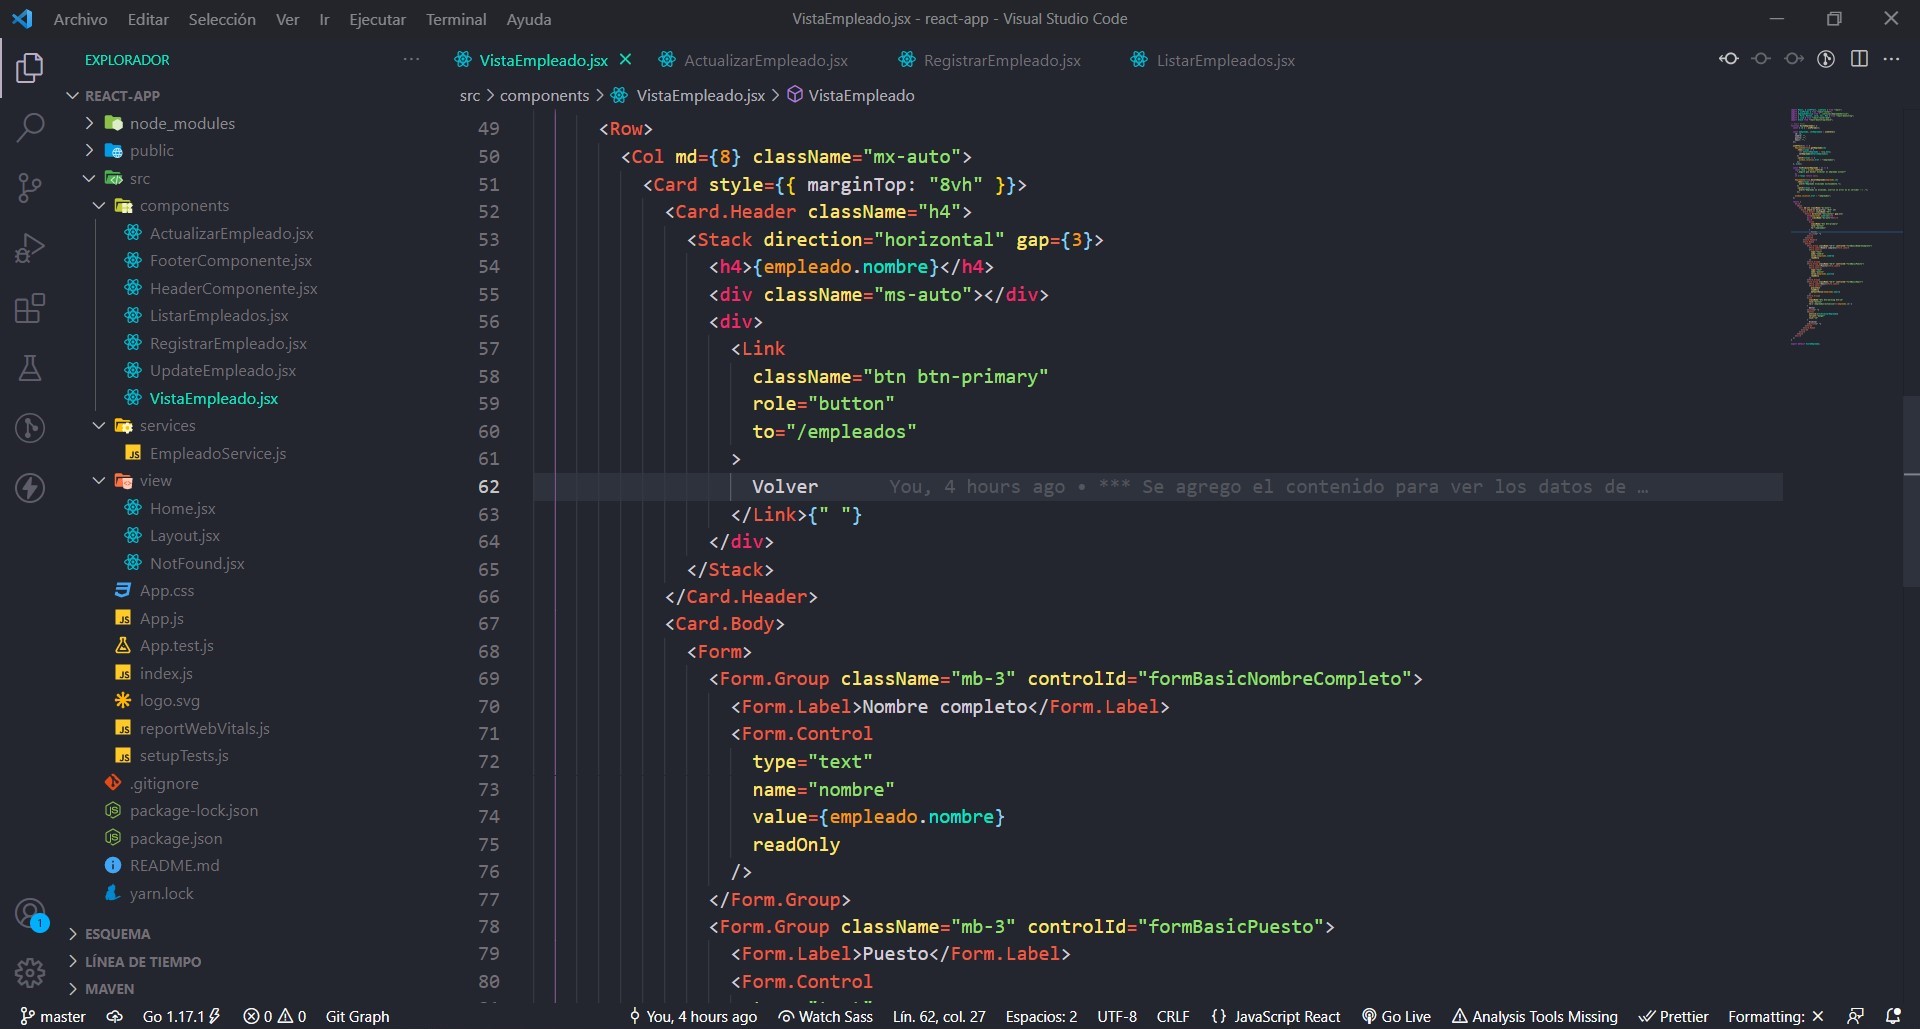 Archivo Editar Selección Ver Ir Ejecutar Terminal Ayuda
VistaEmpleado.jsx - react-app - Visual Studio Code
EXPLORADOR
REACT-APP
node_modules
public
src
components
ActualizarEmpleado.jsx
FooterComponente.jsx
HeaderComponente.jsx
ListarEmpleados.jsx
RegistrarEmpleado.jsx
UpdateEmpleado.jsx
VistaEmpleado.jsx
services
JS EmpleadoService.js
view
Home.jsx
Layout.jsx
NotFound.jsx
App.css
JS App.js
App.test.js
JS index.js
logo.svg
JS reportWebVitals.js
JS setupTests.js
.gitignore
package-lock.json
package.json
README.md
yarn.lock
ESQUEMA
LÍNEA DE TIEMPO
MAVEN
1
VistaEmpleado.jsx ActualizarEmpleado.jsx RegistrarEmpleado.jsx ListarEmpleados.jsx
src > components > VistaEmpleado.jsx > VistaEmpleado
49 <Row>
50 <Col md={8} className="mx-auto">
51 <Card style={{ marginTop: "8vh" }}>
52 <Card.Header className="h4">
53 <Stack direction="horizontal" gap={3}>
54 <h4>{empleado.nombre}</h4>
55 <div className="ms-auto"></div>
56 <div>
57 <Link
58 className="btn btn-primary"
59 role="button"
60 to="/empleados"
61 >
62 Volver You, 4 hours ago • *** Se agrego el contenido para ver los datos de …
63 </Link>{" "}
64 </div>
65 </Stack>
66 </Card.Header>
67 <Card.Body>
68 <Form>
69 <Form.Group className="mb-3" controlId="formBasicNombreCompleto">
70 <Form.Label>Nombre completo</Form.Label>
71 <Form.Control
72 type="text"
73 name="nombre"
74 value={empleado.nombre}
75 readOnly
76 />
77 </Form.Group>
78 <Form.Group className="mb-3" controlId="formBasicPuesto">
79 <Form.Label>Puesto</Form.Label>
80 <Form.Control
master Go 1.17.1 0 0 Git Graph You, 4 hours ago Watch Sass Lín. 62, col. 27 Espacios: 2 UTF-8 CRLF {} JavaScript React Go Live Analysis Tools Missing Prettier Formatting: ×